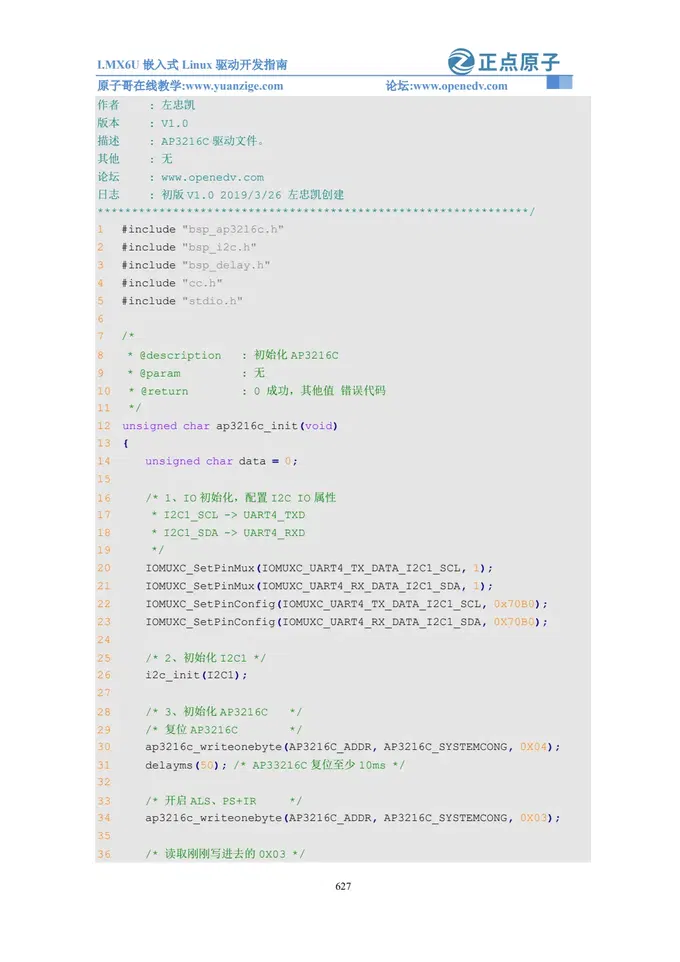 I.MX6U 嵌入式 Linux 驱动开发指南
正点原子
原子哥在线教学:www.yuanzige.com 论坛:www.openedv.com
作者 : 左忠凯
版本 : V1.0
描述 : AP3216C 驱动文件。
其他 : 无
论坛 : www.openedv.com
日志 : 初版 V1.0 2019/3/26 左忠凯创建
***************************************************************/
1 #include "bsp_ap3216c.h"
2 #include "bsp_i2c.h"
3 #include "bsp_delay.h"
4 #include "cc.h"
5 #include "stdio.h"
6
7 /*
8 * @description : 初始化 AP3216C
9 * @param : 无
10 * @return : 0 成功，其他值 错误代码
11 */
12 unsigned char ap3216c_init(void)
13 {
14 unsigned char data = 0;
15
16 /* 1、IO 初始化，配置 I2C IO 属性
17 * I2C1_SCL -> UART4_TXD
18 * I2C1_SDA -> UART4_RXD
19 */
20 IOMUXC_SetPinMux(IOMUXC_UART4_TX_DATA_I2C1_SCL, 1);
21 IOMUXC_SetPinMux(IOMUXC_UART4_RX_DATA_I2C1_SDA, 1);
22 IOMUXC_SetPinConfig(IOMUXC_UART4_TX_DATA_I2C1_SCL, 0x70B0);
23 IOMUXC_SetPinConfig(IOMUXC_UART4_RX_DATA_I2C1_SDA, 0X70B0);
24
25 /* 2、初始化 I2C1 */
26 i2c_init(I2C1);
27
28 /* 3、初始化 AP3216C */
29 /* 复位 AP3216C */
30 ap3216c_writeonebyte(AP3216C_ADDR, AP3216C_SYSTEMCONG, 0X04);
31 delayms(50); /* AP33216C 复位至少 10ms */
32
33 /* 开启 ALS、PS+IR */
34 ap3216c_writeonebyte(AP3216C_ADDR, AP3216C_SYSTEMCONG, 0X03);
35
36 /* 读取刚刚写进去的 0X03 */
627